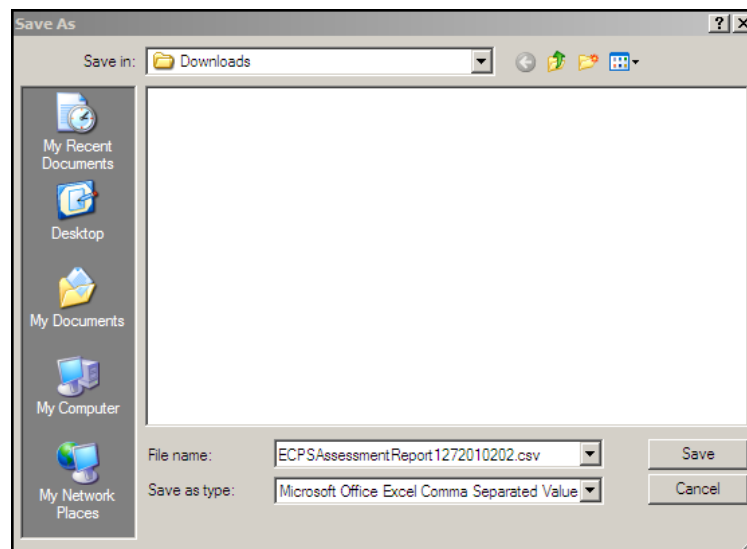 Save As
Save in:
Downloads
My Recent
Documents
Desktop
My Documents
My Computer
My Network
Places
File name:
ECPSAssessmentReport1272010202.csv
Save
Save as type:
Microsoft Office Excel Comma Separated Value
Cancel